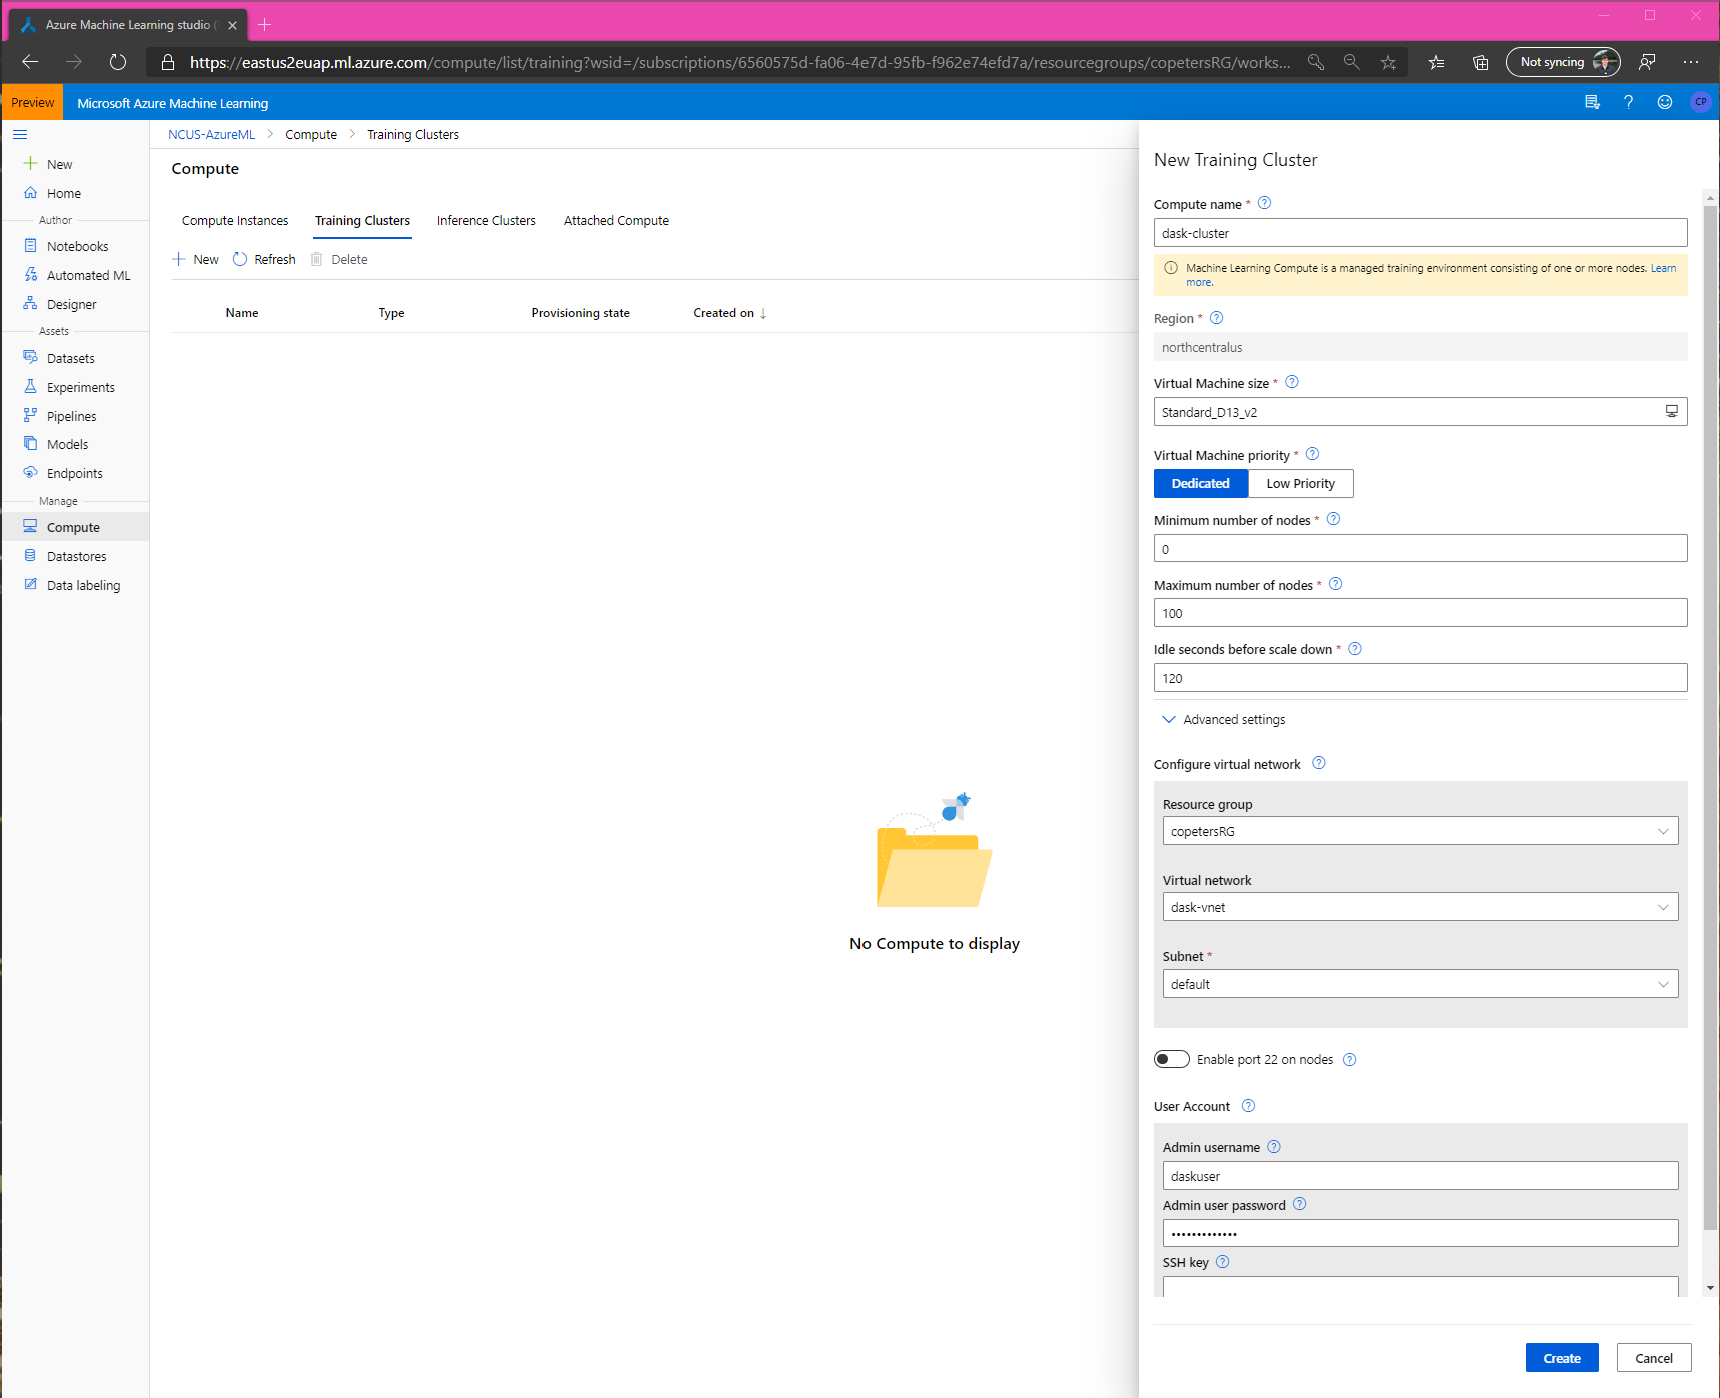 Azure Machine Learning studio (
https://eastus2euap.ml.azure.com/compute/list/training?wsid=/subscriptions/6560575d-fa06-4e7d-95fb-f962e74efd7a/resourcegroups/copetersRG/works...
Not syncing
Preview
Microsoft Azure Machine Learning
CP
New
Home
Author
Notebooks
Automated ML
Designer
Assets
Datasets
Experiments
Pipelines
Models
Endpoints
Manage
Compute
Datastores
Data labeling
NCUS-AzureML > Compute > Training Clusters
Compute
Compute Instances Training Clusters Inference Clusters Attached Compute
New Refresh Delete
Name Type Provisioning state Created on ↓
No Compute to display
New Training Cluster
Compute name *
dask-cluster
Machine Learning Compute is a managed training environment consisting of one or more nodes. Learn
more.
Region *
northcentralus
Virtual Machine size *
Standard_D13_v2
Virtual Machine priority *
Dedicated Low Priority
Minimum number of nodes *
0
Maximum number of nodes *
100
Idle seconds before scale down *
120
Advanced settings
Configure virtual network
Resource group
copetersRG
Virtual network
dask-vnet
Subnet *
default
Enable port 22 on nodes
User Account
Admin username
daskuser
Admin user password
•••••••••••••
SSH key
Create Cancel